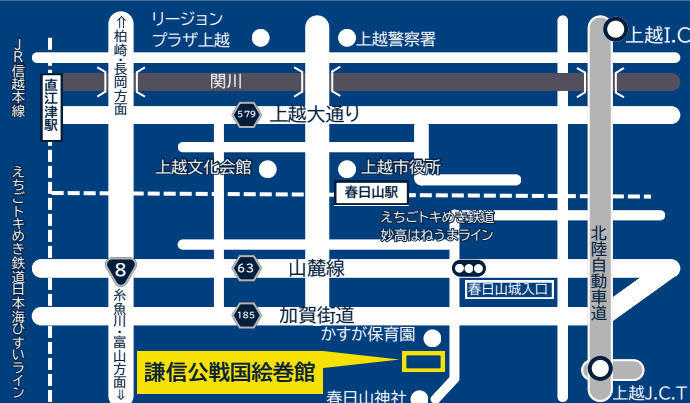 リージョン
プラザ上越
上越警察署
上越I.C
⇧柏崎・長岡方面
JR信越本線
直江津駅
関川
579
上越大通り
上越文化会館
上越市役所
春日山駅
えちごトキめき鉄道
妙高はねうまライン
えちごトキめき鉄道日本海ひすいライン
北陸自動車道
8
63
山麓線
春日山城入口
糸魚川・富山方面⇩
185
加賀街道
かすが保育園
謙信公戦国絵巻館
春日山神社
上越J.C.T